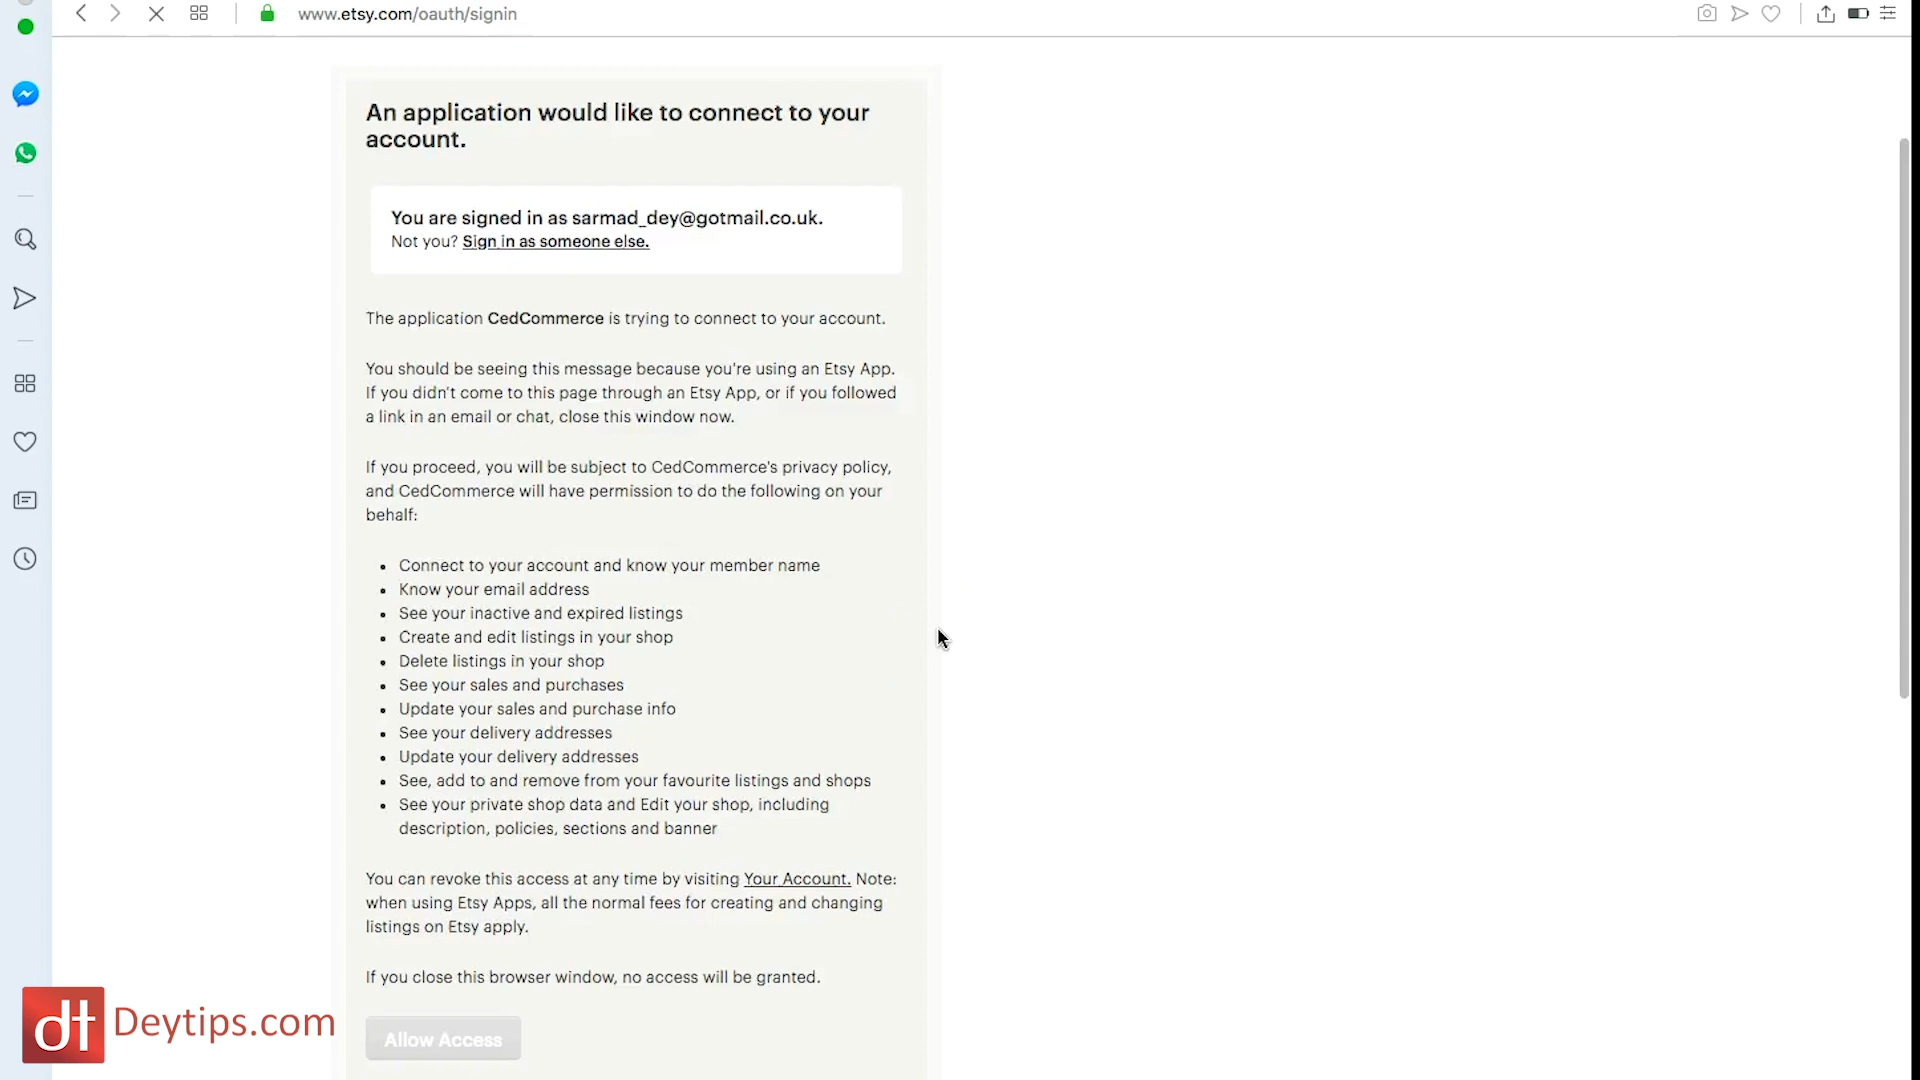 www.etsy.com/oauth/signin
An application would like to connect to your
account.
You are signed in as sarmad_dey@gotmail.co.uk.
Not you? Sign in as someone else.
The application CedCommerce is trying to connect to your account.
You should be seeing this message because you're using an Etsy App.
If you didn't come to this page through an Etsy App, or if you followed
a link in an email or chat, close this window now.
If you proceed, you will be subject to CedCommerce's privacy policy,
and CedCommerce will have permission to do the following on your
behalf:
• Connect to your account and know your member name
• Know your email address
• See your inactive and expired listings
• Create and edit listings in your shop
• Delete listings in your shop
• See your sales and purchases
• Update your sales and purchase info
• See your delivery addresses
• Update your delivery addresses
• See, add to and remove from your favourite listings and shops
• See your private shop data and Edit your shop, including
description, policies, sections and banner
You can revoke this access at any time by visiting Your Account. Note:
when using Etsy Apps, all the normal fees for creating and changing
listings on Etsy apply.
If you close this browser window, no access will be granted.
Allow Access
dt Deytips.com